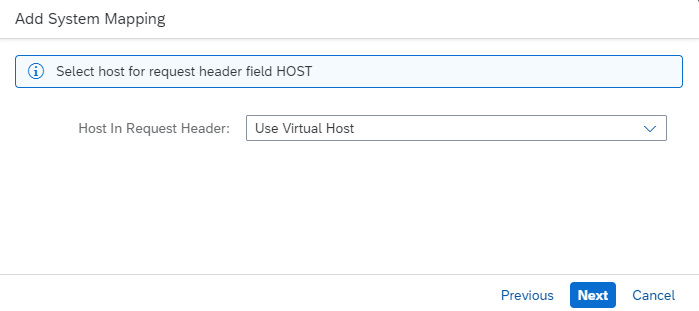 Add System Mapping
Select host for request header field HOST
Host In Request Header: Use Virtual Host
Previous Next Cancel